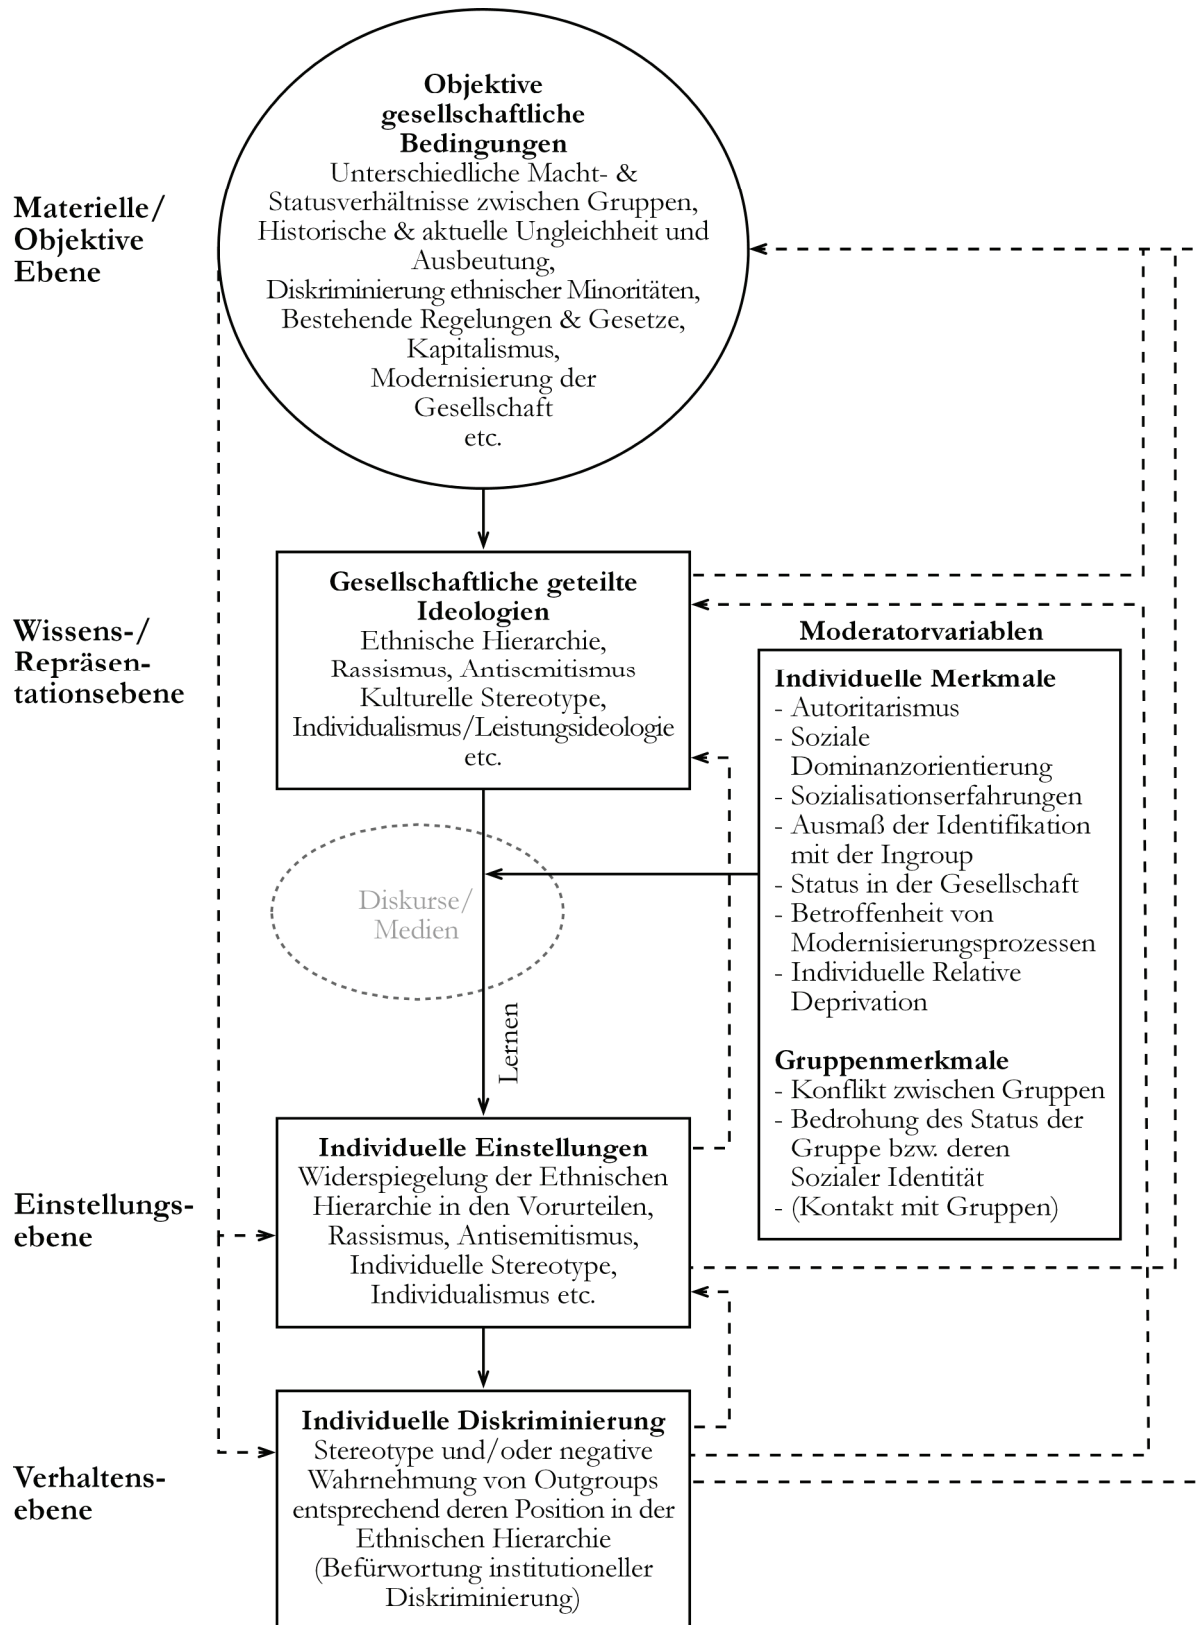 Objektive
gesellschaftliche
Bedingungen
Unterschiedliche Macht- &
Statusverhältnisse zwischen Gruppen,
Historische & aktuelle Ungleichheit und
Ausbeutung,
Diskriminierung ethnischer Minoritäten,
Bestehende Regelungen & Gesetze,
Kapitalismus,
Modernisierung der
Gesellschaft
etc.
Materielle/
Objektive
Ebene
Wissens-/
Repräsen-
tationsebene
Gesellschaftliche geteilte
Ideologien
Ethnische Hierarchie,
Rassismus, Antisemitismus
Kulturelle Stereotype,
Individualismus/Leistungsideologie
etc.
Moderatorvariablen
Individuelle Merkmale
- Autoritarismus
- Soziale
Dominanzorientierung
- Sozialisationserfahrungen
- Ausmaß der Identifikation
mit der Ingroup
- Status in der Gesellschaft
- Betroffenheit von
Modernisierungsprozessen
- Individuelle Relative
Deprivation
Gruppenmerkmale
- Konflikt zwischen Gruppen
- Bedrohung des Status der
Gruppe bzw. deren
Sozialer Identität
- (Kontakt mit Gruppen)
Diskurse/
Medien
Lernen
Einstellungs-
ebene
Individuelle Einstellungen
Widerspiegelung der Ethnischen
Hierarchie in den Vorurteilen,
Rassismus, Antisemitismus,
Individuelle Stereotype,
Individualismus etc.
Verhaltens-
ebene
Individuelle Diskriminierung
Stereotype und/oder negative
Wahrnehmung von Outgroups
entsprechend deren Position in der
Ethnischen Hierarchie
(Befürwortung institutioneller
Diskriminierung)